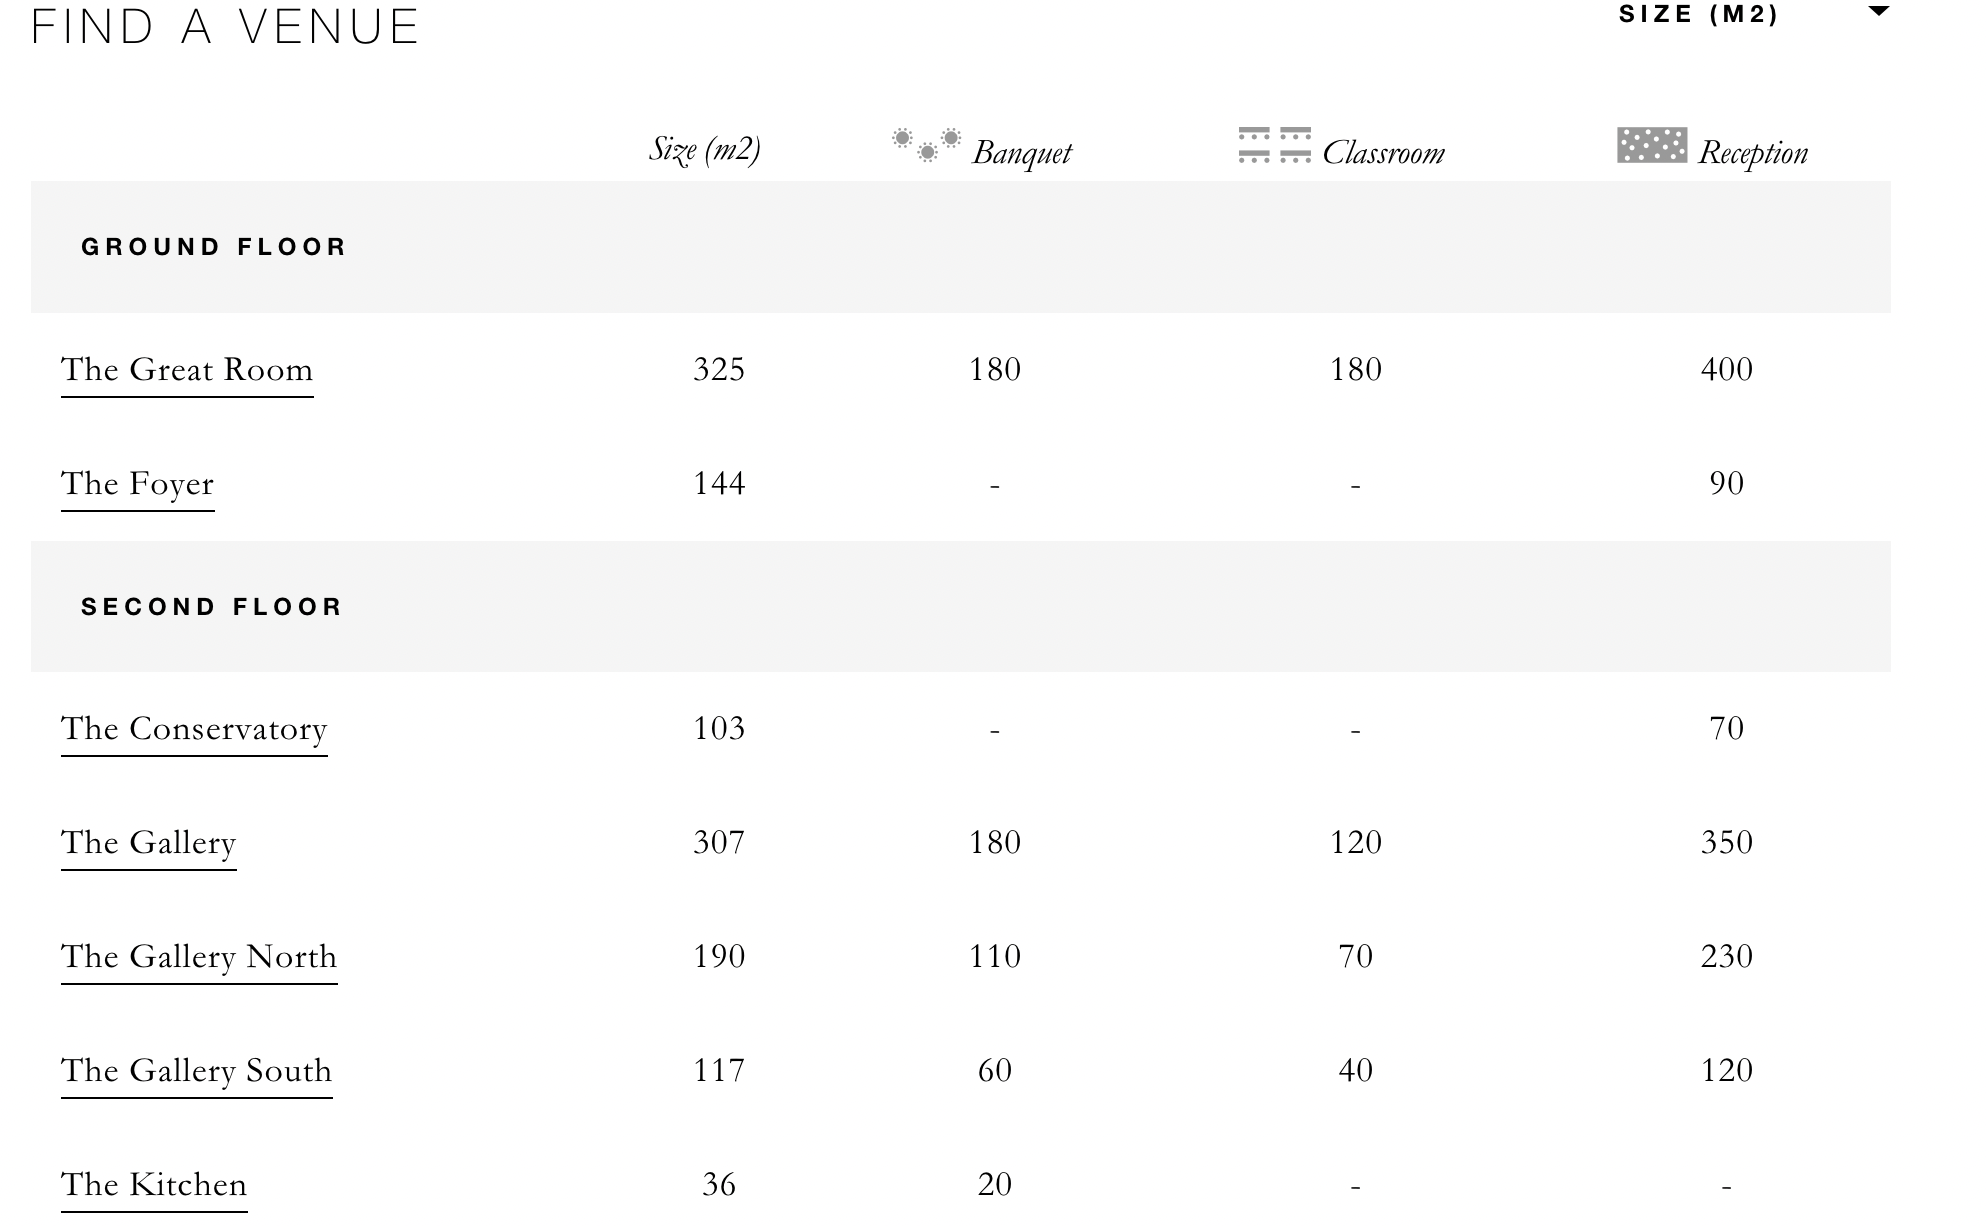 FIND A VENUE SIZE (M2)
Size (m2) Banquet Classroom Reception
GROUND FLOOR
The Great Room 325 180 180 400
The Foyer 144 - - 90
SECOND FLOOR
The Conservatory 103 - - 70
The Gallery 307 180 120 350
The Gallery North 190 110 70 230
The Gallery South 117 60 40 120
The Kitchen 36 20 - -